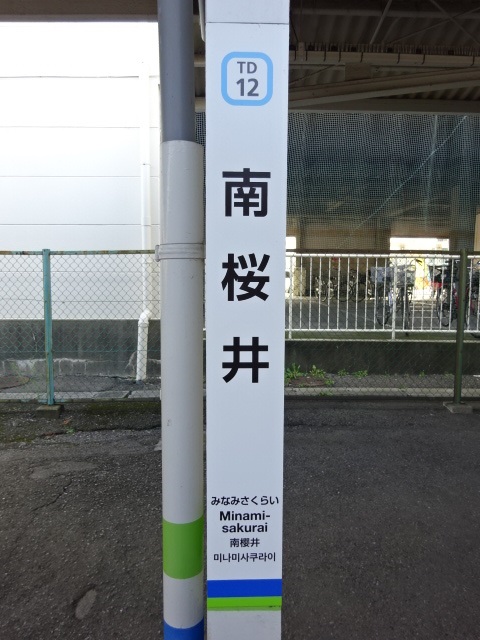 TD
12
南桜井
みなみさくらい
Minami-
sakurai
南櫻井
미나미사쿠라이